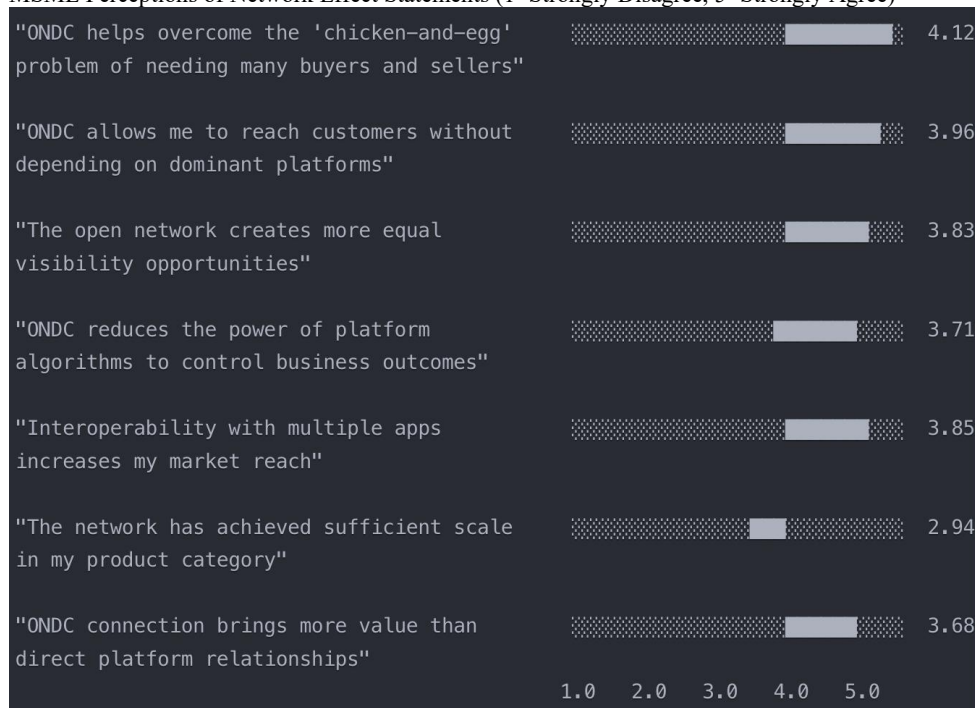 MSME Perceptions of Network Effect Statements (1=Strongly Disagree, 5=Strongly Agree)
"ONDC helps overcome the 'chicken-and-egg' 4.12
problem of needing many buyers and sellers"
"ONDC allows me to reach customers without 3.96
depending on dominant platforms"
"The open network creates more equal 3.83
visibility opportunities"
"ONDC reduces the power of platform 3.71
algorithms to control business outcomes"
"Interoperability with multiple apps 3.85
increases my market reach"
"The network has achieved sufficient scale 2.94
in my product category"
"ONDC connection brings more value than 3.68
direct platform relationships"
1.0 2.0 3.0 4.0 5.0